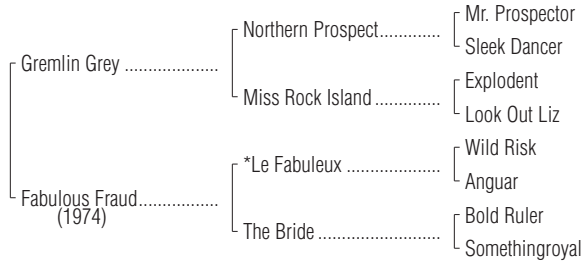 Mr. Prospector
Northern Prospect.............
Sleek Dancer
Gremlin Grey ....................
Explodent
Miss Rock Island ..............
Look Out Liz
Wild Risk
*Le Fabuleux ....................
Anguar
Fabulous Fraud.................
(1974)
Bold Ruler
The Bride ..........................
Somethingroyal